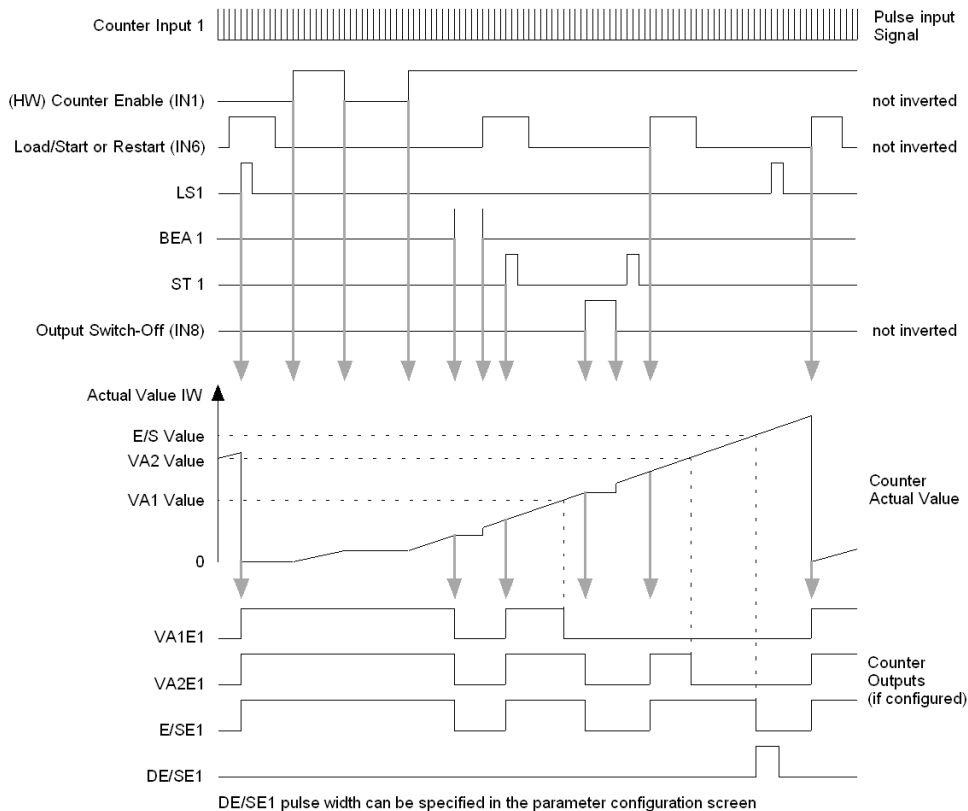 Counter Input 1
Pulse input
Signal
(HW) Counter Enable (IN1)
not inverted
Load/Start or Restart (IN6)
not inverted
LS1
BEA 1
ST 1
Output Switch-Off (IN8)
not inverted
Actual Value IW
E/S Value
VA2 Value
VA1 Value
Counter
Actual Value
0
VA1E1
VA2E1
Counter
Outputs
(if configured)
E/SE1
DE/SE1
DE/SE1 pulse width can be specified in the parameter configuration screen